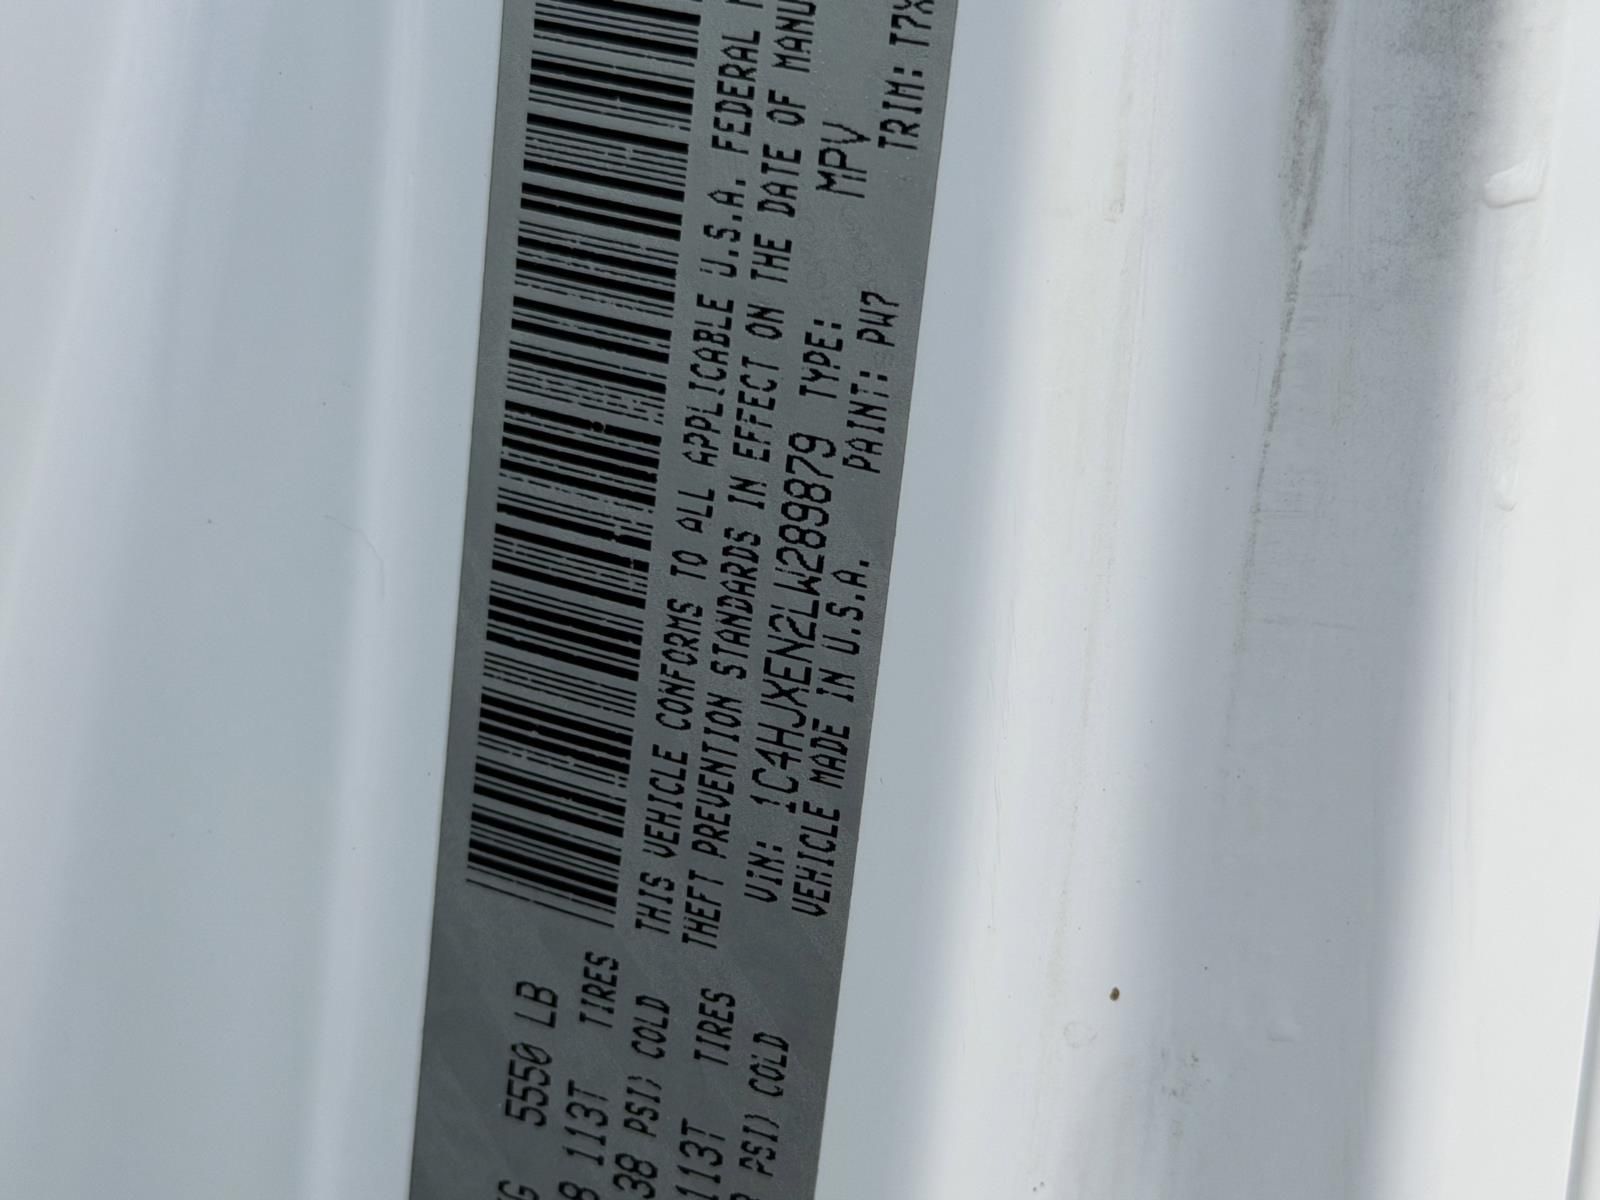 5550 LB
113T TIRES
38 PSI) COLD
113T TIRES
PSI) COLD
THIS VEHICLE CONFORMS TO ALL APPLICABLE U.S.A. FEDERAL
THEFT PREVENTION STANDARDS IN EFFECT ON THE DATE OF MANU
VIN: 1C4HJXEN2LW289879 TYPE: MPV
VEHICLE MADE IN U.S.A. PAINT: PW7 TRIM: T7X